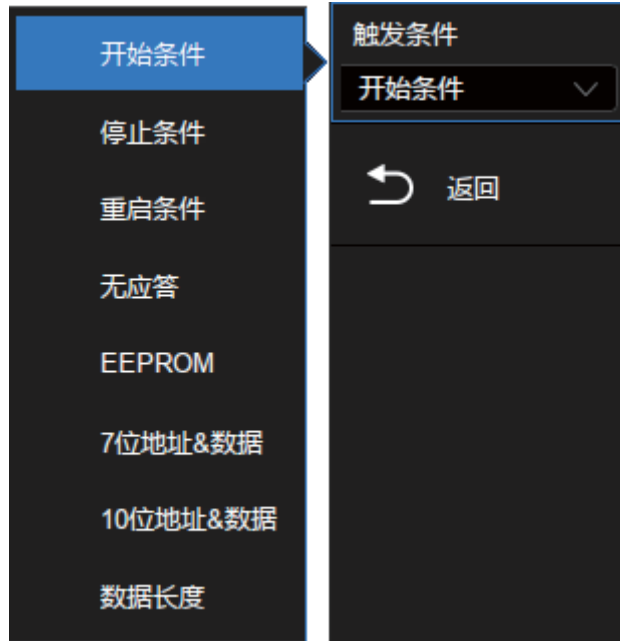 开始条件
停止条件
重启条件
无应答
EEPROM
7位地址&数据
10位地址&数据
数据长度
触发条件
开始条件
返回